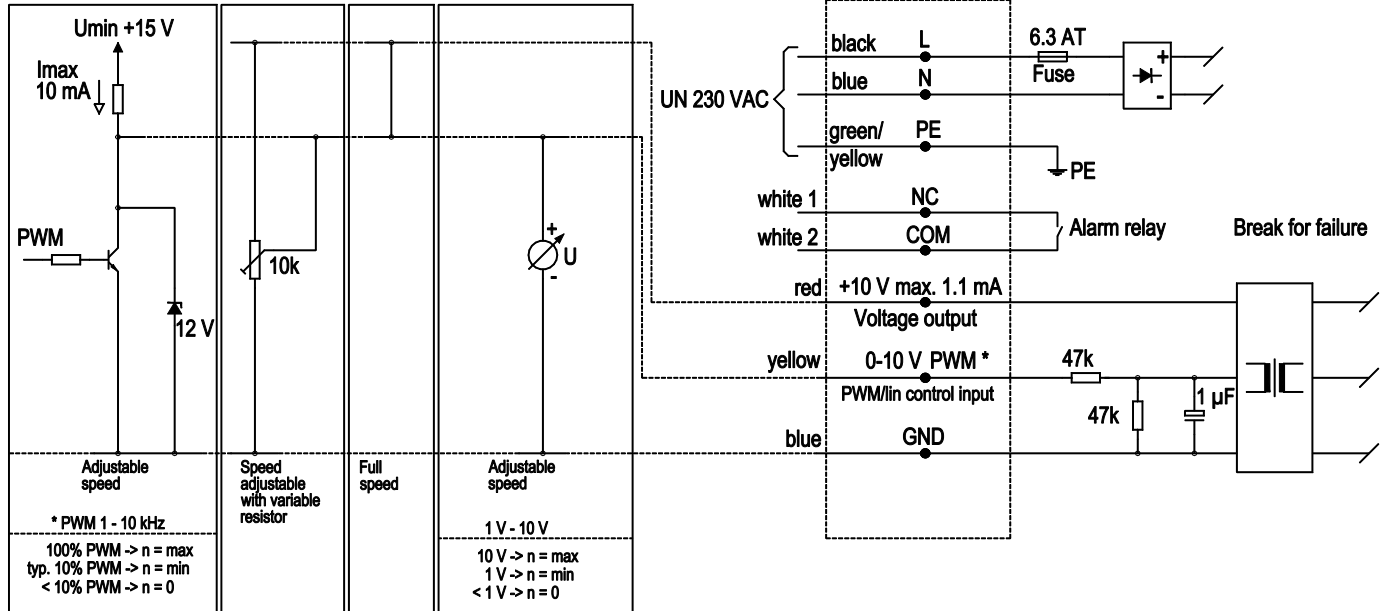 Umin +15 V
Imax
10 mA
PWM
12 V
Adjustable
speed
* PWM 1 - 10 kHz
100% PWM -> n = max
typ. 10% PWM -> n = min
< 10% PWM -> n = 0
10k
Speed
adjustable
with variable
resistor
Full
speed
+
U
-
Adjustable
speed
1 V - 10 V
10 V -> n = max
1 V -> n = min
< 1 V -> n = 0
UN 230 VAC
black L 6.3 AT
Fuse
+
-
blue N
green/ PE
yellow
PE
white 1 NC
white 2 COM
Alarm relay Break for failure
red +10 V max. 1.1 mA
Voltage output
yellow 0-10 V PWM * 47k
PWM/lin control input
47k 1 µF
blue GND